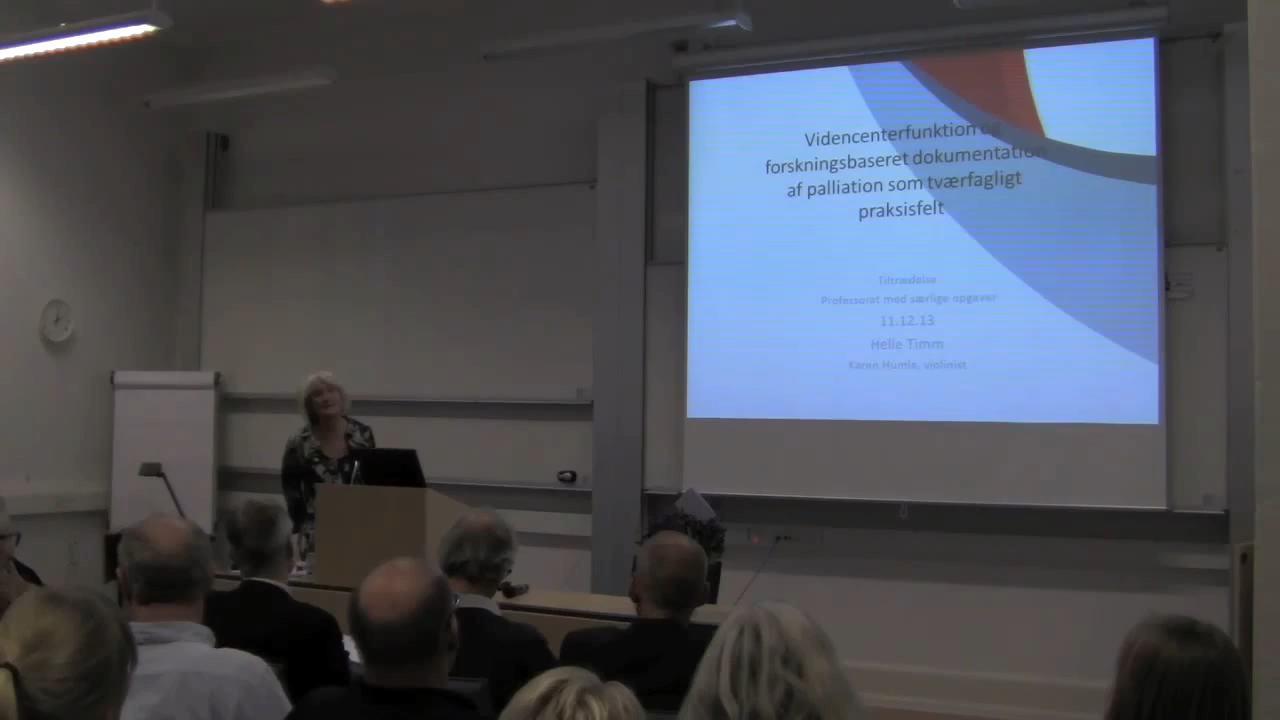 Videncenterfunktion og
forskningsbaseret dokumentation
af palliation som tværfagligt
praksisfelt
Tiltrædelse
Professorat med særlige opgaver
11.12.13
Helle Timm
Karen Humle, violinist